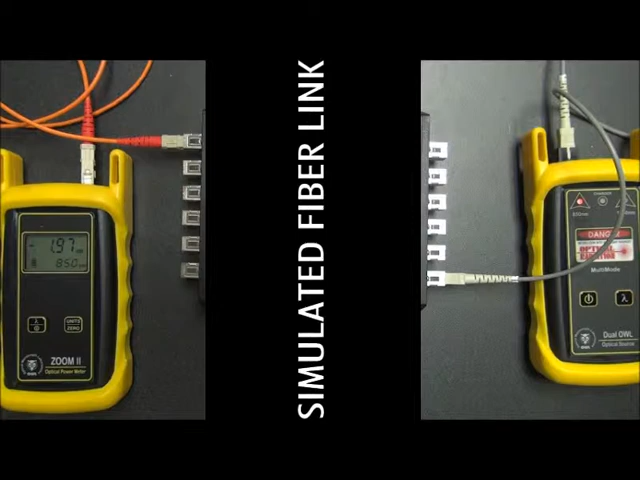 SIMULATED FIBER LINK
1.97
850
λ
UNITS
ZERO
ZOOM II
Optical Power Meter
DANGER
MultiMode
λ
Dual OWL
Optical Source